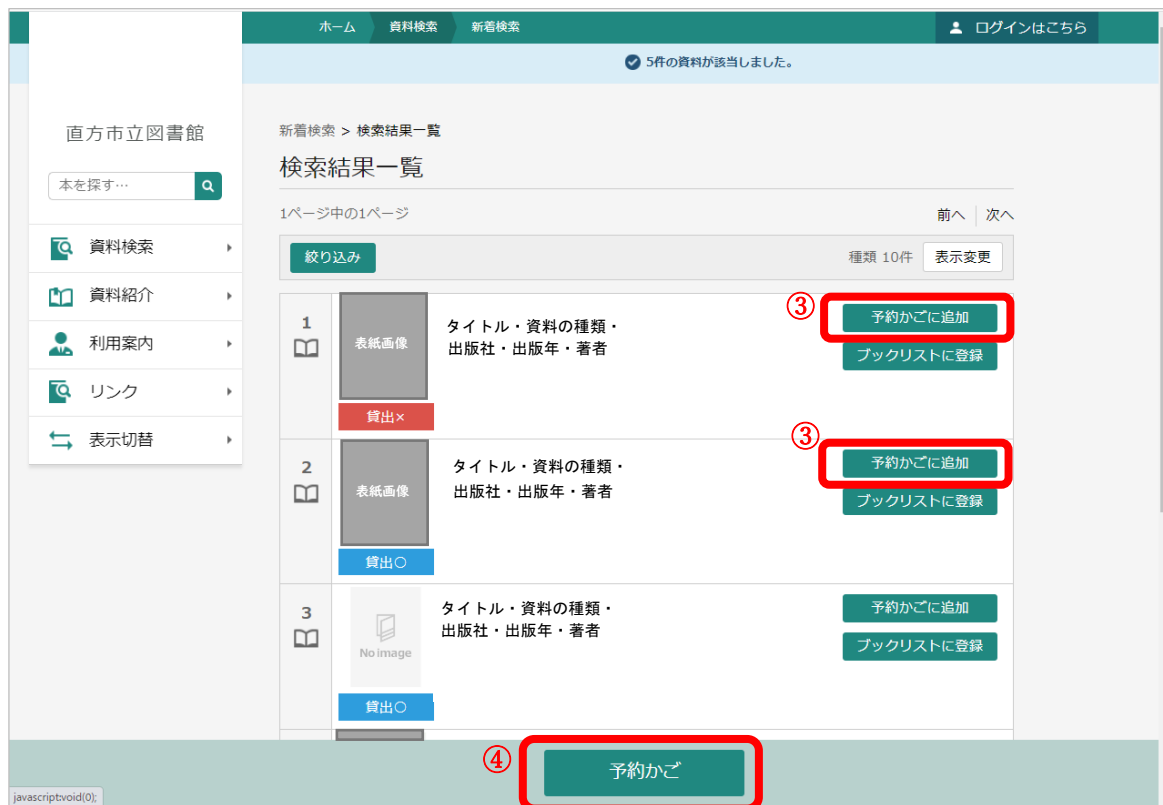 ホーム 資料検索 新着検索 ログインはこちら
5件の資料が該当しました。
直方市立図書館
本を探す…
資料検索
資料紹介
利用案内
リンク
表示切替
新着検索 > 検索結果一覧
検索結果一覧
1ページ中の1ページ 前へ 次へ
絞り込み 種類 10件 表示変更
1
表紙画像
貸出×
タイトル・資料の種類・
出版社・出版年・著者
③
予約かごに追加
ブックリストに登録
2
表紙画像
貸出○
タイトル・資料の種類・
出版社・出版年・著者
③
予約かごに追加
ブックリストに登録
3
No image
貸出○
タイトル・資料の種類・
出版社・出版年・著者
予約かごに追加
ブックリストに登録
④
予約かご
javascript:void(0);